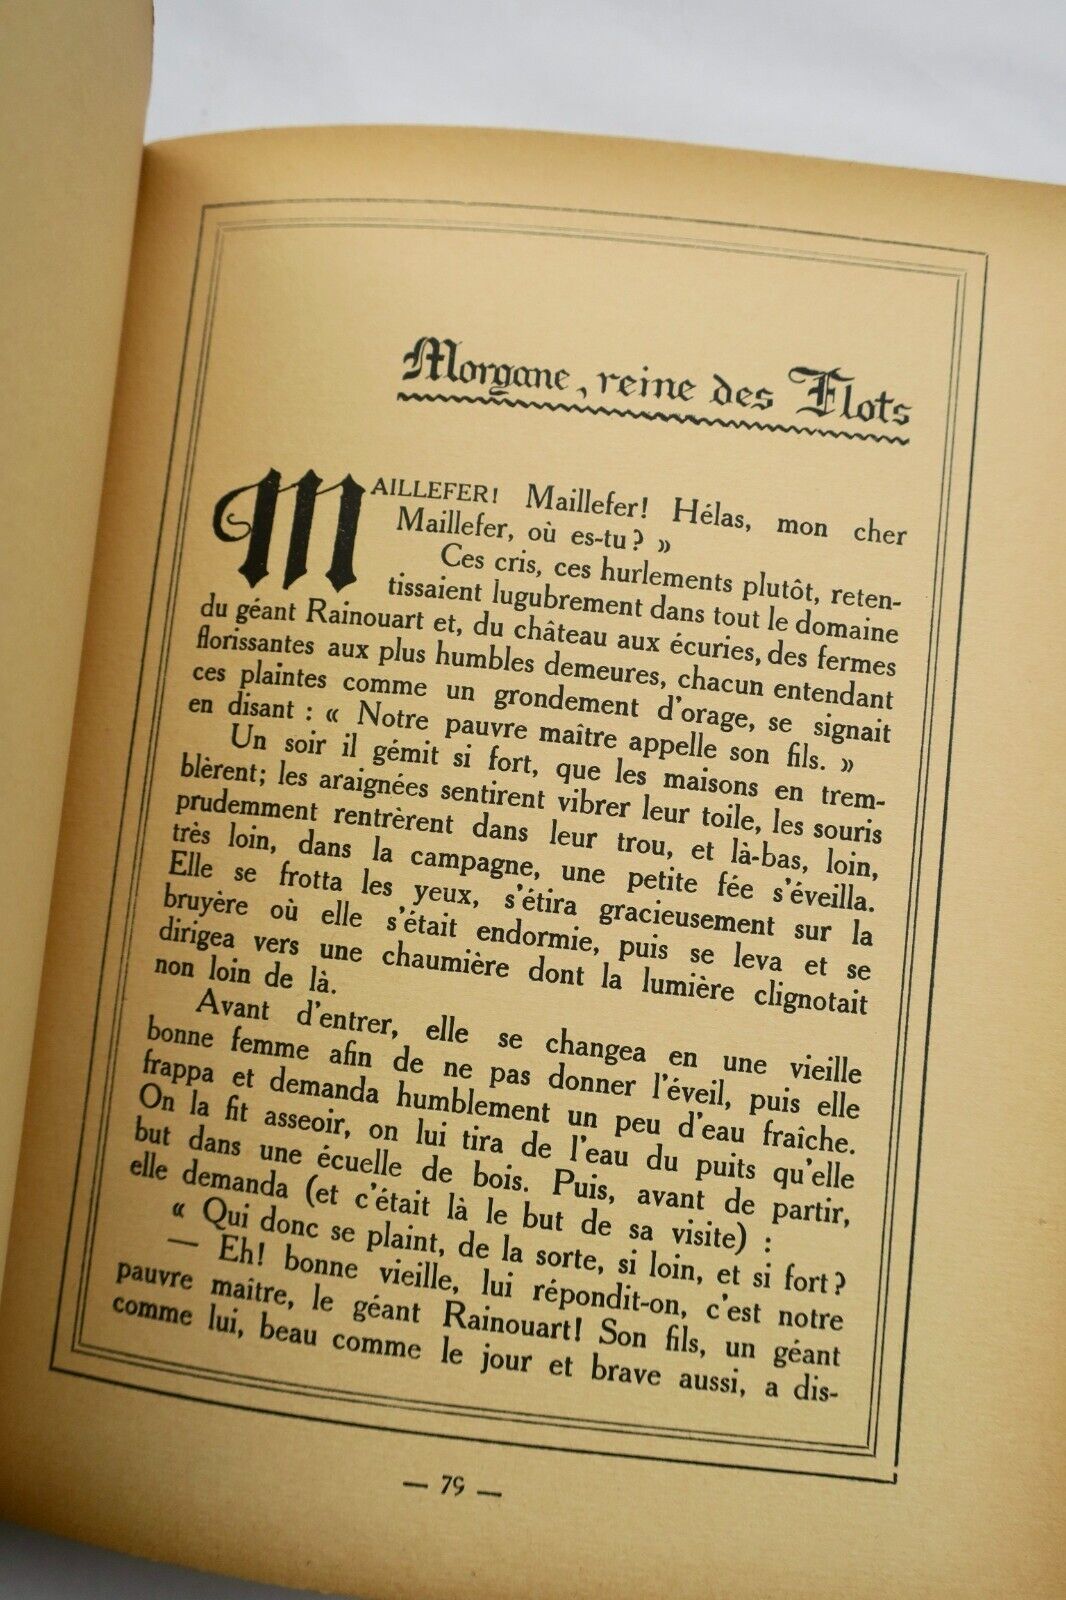 Morgane, reine des Flots
MAILLEFER! Maillefer! Hélas, mon cher
Maillefer, où es-tu? »
Ces cris, ces hurlements plutôt, reten-
tissaient lugubrement dans tout le domaine
du géant Rainouart et, du château aux écuries, des fermes
florissantes aux plus humbles demeures, chacun entendant
ces plaintes comme un grondement d'orage, se signait
en disant : « Notre pauvre maître appelle son fils. »
Un soir il gémit si fort, que les maisons en trem-
blèrent; les araignées sentirent vibrer leur toile, les souris
prudemment rentrèrent dans leur trou, et là-bas, loin,
très loin, dans la campagne, une petite fée s'éveilla.
Elle se frotta les yeux, s'étira gracieusement sur la
bruyère où elle s'était endormie, puis se leva et se
dirigea vers une chaumière dont la lumière clignotait
non loin de là.
Avant d'entrer, elle se changea en une vieille
bonne femme afin de ne pas donner l'éveil, puis elle
frappa et demanda humblement un peu d'eau fraîche.
On la fit asseoir, on lui tira de l'eau du puits qu'elle
but dans une écuelle de bois. Puis, avant de partir,
elle demanda (et c'était là le but de sa visite) :
« Qui donc se plaint, de la sorte, si loin, et si fort?
— Eh! bonne vieille, lui répondit-on, c'est notre
pauvre maître, le géant Rainouart! Son fils, un géant
comme lui, beau comme le jour et brave aussi, a dis-
— 79 —